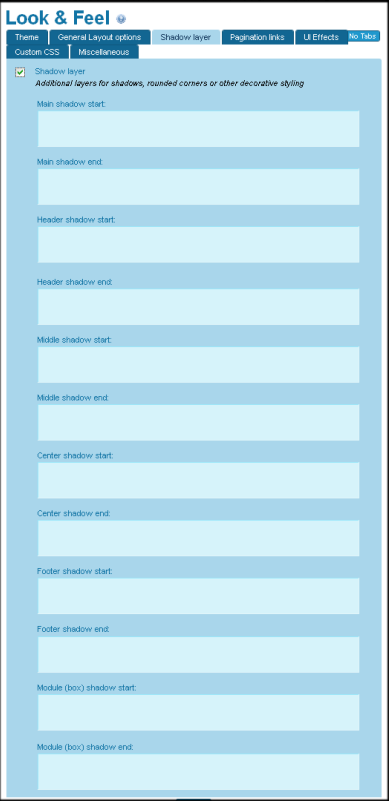 Look & Feel
Theme General Layout options Shadow layer Pagination links UI Effects No Tabs
Custom CSS Miscellaneous
Shadow layer
Additional layers for shadows, rounded corners or other decorative styling
Main shadow start:
Main shadow end:
Header shadow start:
Header shadow end:
Middle shadow start:
Middle shadow end:
Center shadow start:
Center shadow end:
Footer shadow start:
Footer shadow end:
Module (box) shadow start:
Module (box) shadow end: